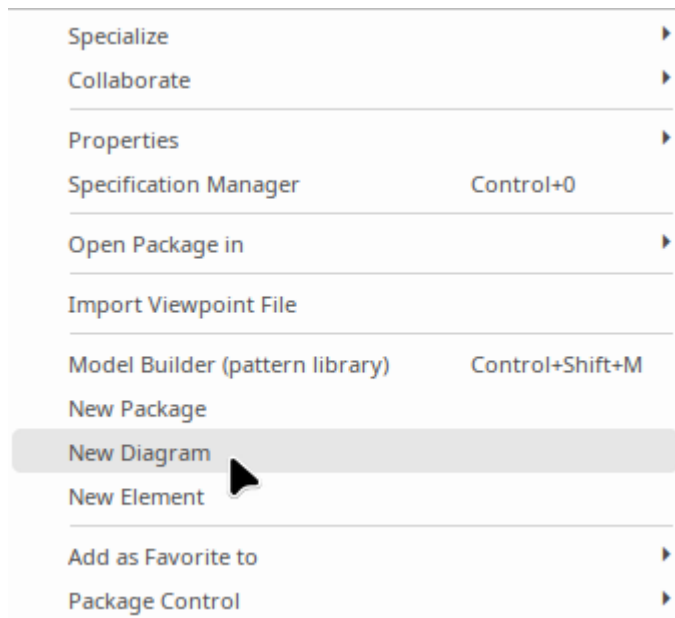 Specialize
Collaborate
Properties
Specification Manager Control+0
Open Package in
Import Viewpoint File
Model Builder (pattern library) Control+Shift+M
New Package
New Diagram
New Element
Add as Favorite to
Package Control